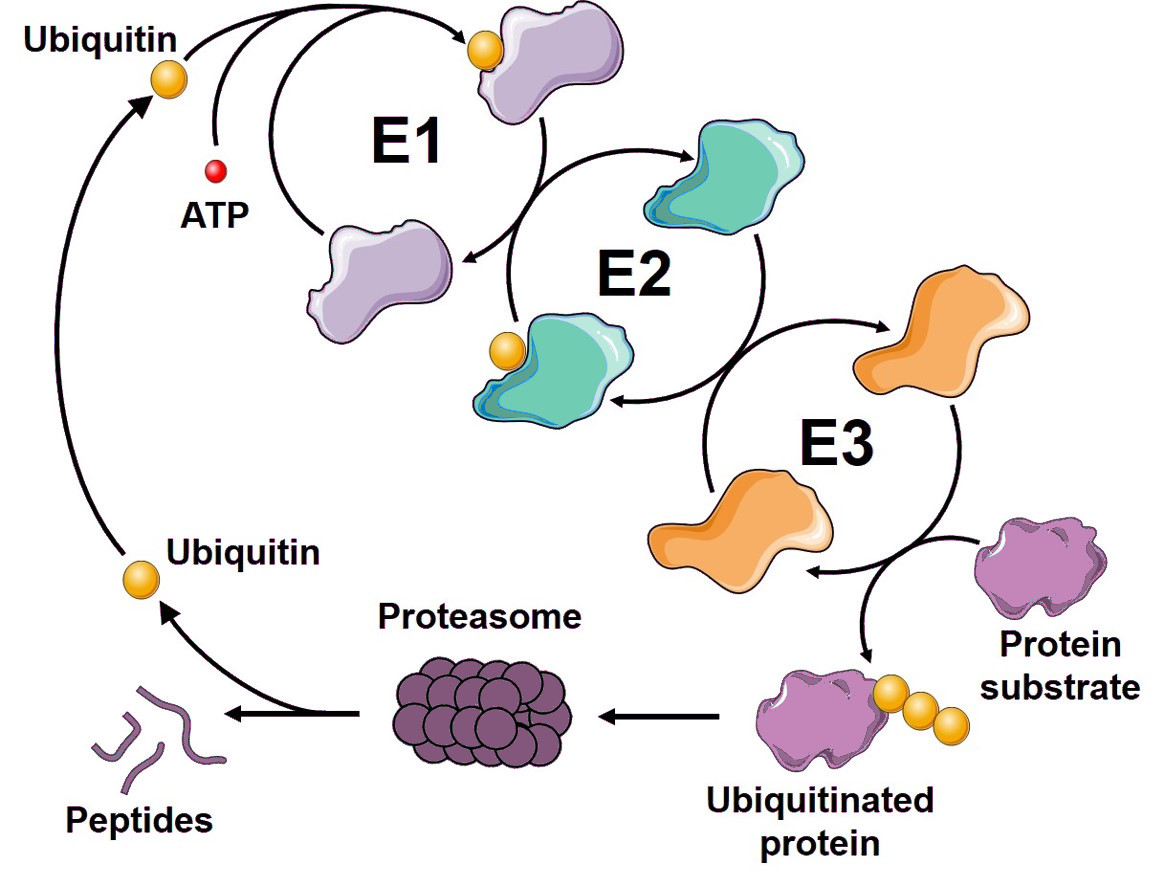 Ubiquitin
ATP
E1
E2
E3
Protein
substrate
Ubiquitinated
protein
Proteasome
Ubiquitin
Peptides